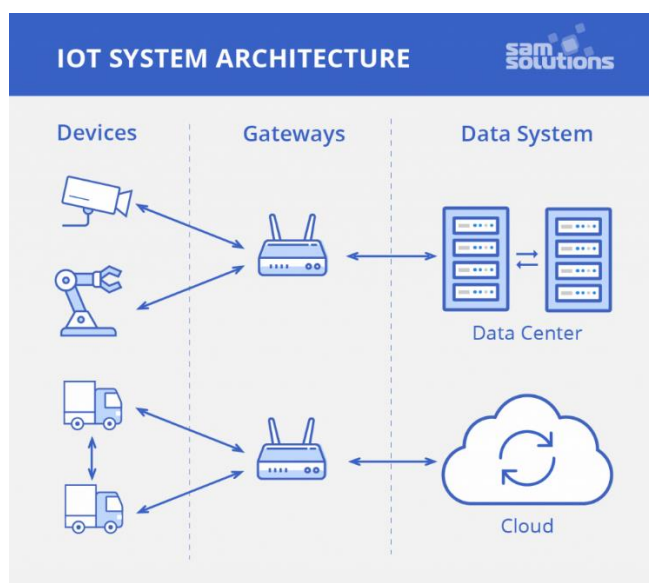 IOT SYSTEM ARCHITECTURE
sam
solutions
Devices
Gateways
Data System
Data Center
Cloud